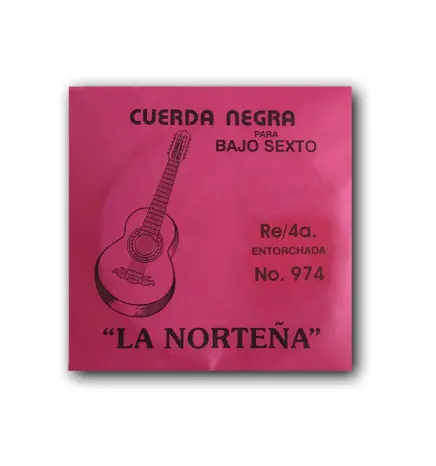 CUERDA NEGRA
PARA
BAJO SEXTO
Re/4a.
ENTORCHADA
No. 974
“LA NORTEÑA”